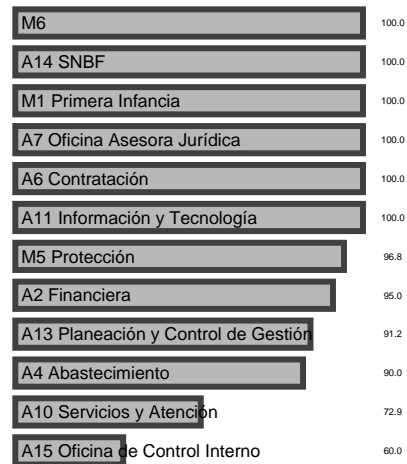 M6 100.0
A14 SNBF 100.0
M1 Primera Infancia 100.0
A7 Oficina Asesora Jurídica 100.0
A6 Contratación 100.0
A11 Información y Tecnología 100.0
M5 Protección 96.8
A2 Financiera 95.0
A13 Planeación y Control de Gestión 91.2
A4 Abastecimiento 90.0
A10 Servicios y Atención 72.9
A15 Oficina de Control Interno 60.0